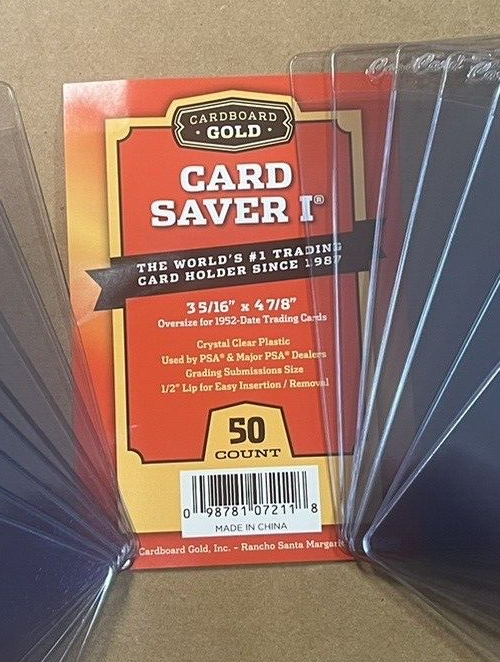 CARDBOARD
• GOLD •
CARD
SAVER I®
THE WORLD'S #1 TRADING
CARD HOLDER SINCE 1987
3 5/16" x 4 7/8"
Oversize for 1952-Date Trading Cards
Crystal Clear Plastic
Used by PSA® & Major PSA® Dealers
Grading Submissions Size
1/2" Lip for Easy Insertion / Removal
50
COUNT
0 98781 07211 8
MADE IN CHINA
Cardboard Gold, Inc. – Rancho Santa Margari